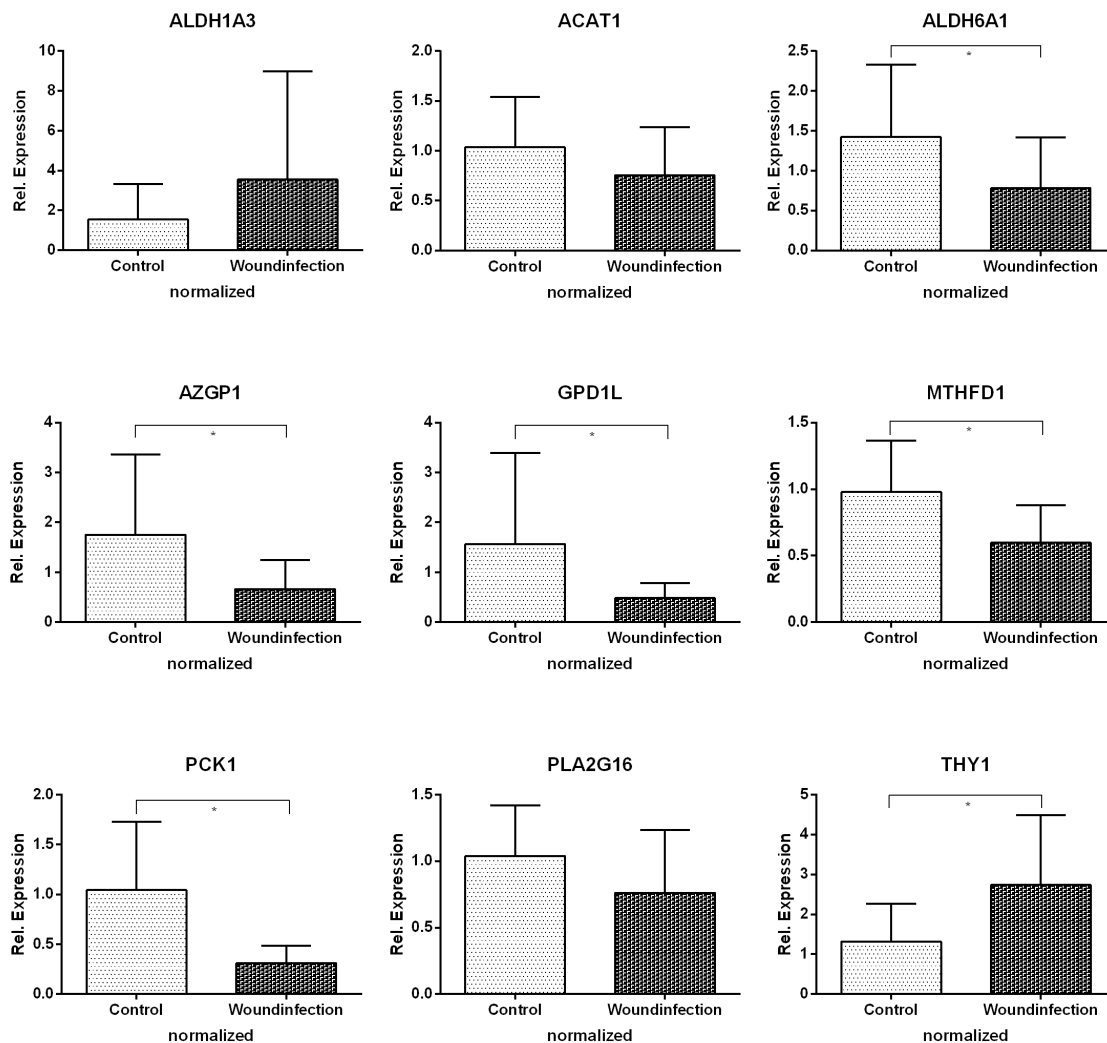 ALDH1A3
Rel. Expression
10
8
6
4
2
0
Control Woundinfection
normalized
ACAT1
Rel. Expression
2.0
1.5
1.0
0.5
0.0
Control Woundinfection
normalized
ALDH6A1
Rel. Expression
2.5
2.0
1.5
1.0
0.5
0.0
*
Control Woundinfection
normalized
AZGP1
Rel. Expression
4
3
2
1
0
*
Control Woundinfection
normalized
GPD1L
Rel. Expression
4
3
2
1
0
*
Control Woundinfection
normalized
MTHFD1
Rel. Expression
1.5
1.0
0.5
0.0
*
Control Woundinfection
normalized
PCK1
Rel. Expression
2.0
1.5
1.0
0.5
0.0
*
Control Woundinfection
normalized
PLA2G16
Rel. Expression
1.5
1.0
0.5
0.0
Control Woundinfection
normalized
THY1
Rel. Expression
5
4
3
2
1
0
*
Control Woundinfection
normalized